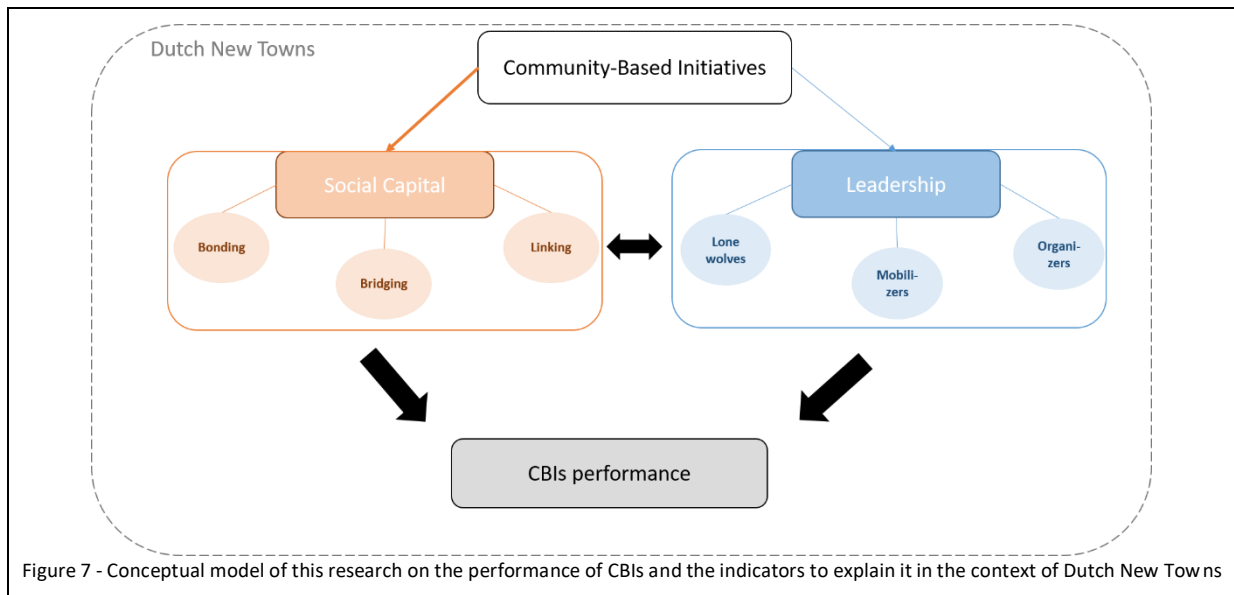 Dutch New Towns
Community-Based Initiatives
Social Capital
Leadership
Bonding
Bridging
Linking
Lone
wolves
Mobili-
zers
Organi-
zers
CBIs performance
Figure 7 - Conceptual model of this research on the performance of CBIs and the indicators to explain it in the context of Dutch New Towns